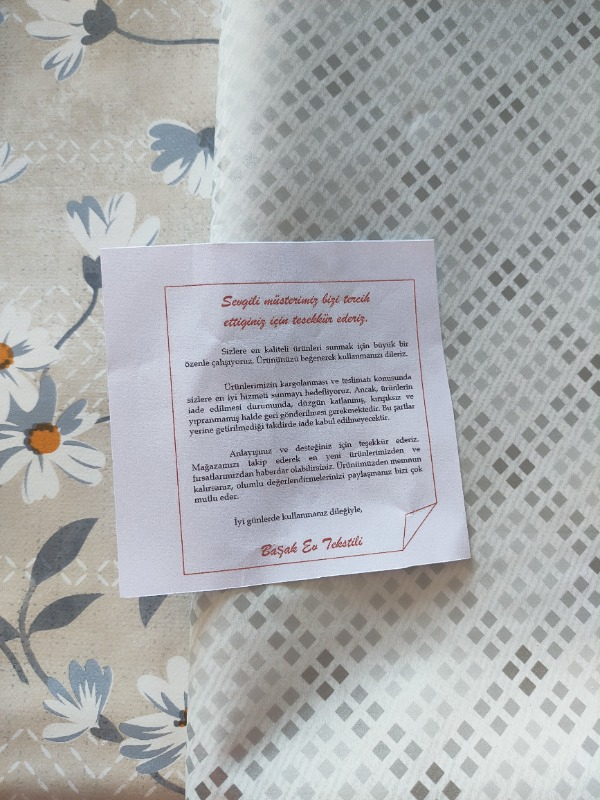 Sevgili müsterimiz bizi tercih
ettiginiz için tesekkür ederiz.
Sizlere en kaliteli ürünleri sunmak için büyük bir
özenle çalışıyoruz. Ürününüzü beğenerek kullanmanızı dileriz.
Ürünlerimizin kargolanması ve teslimatı konusunda
sizlere en iyi hizmeti sunmayı hedefliyoruz. Ancak, ürünlerin
iade edilmesi durumunda, düzgün katlanmış, kırışıksız ve
yıpranmamış halde geri gönderilmesi gerekmektedir. Bu şartlar
yerine getirilmediği takdirde iade kabul edilmeyecektir.
Anlayışınız ve desteğiniz için teşekkür ederiz.
Mağazamızı takip ederek en yeni ürünlerimizden ve
fırsatlarımızdan haberdar olabilirsiniz. Ürünümüzden memnun
kalırsanız, olumlu değerlendirmelerinizi paylaşmanız bizi çok
mutlu eder.
İyi günlerde kullanmanız dileğiyle,
Başak Ev Tekstili